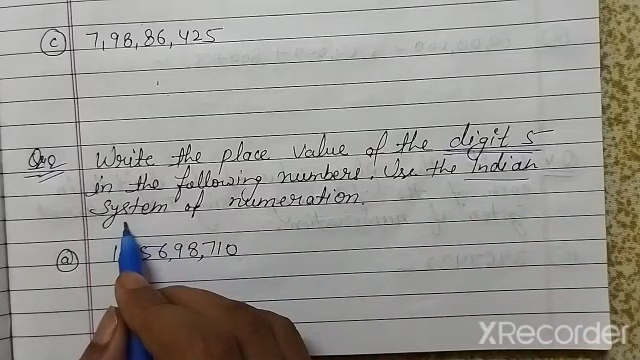 (c) 7,98,86,425
Que Write the place value of the digit 5
in the following numbers. Use the Indian
system of numeration.
(a) 56,98,710
XRecorder